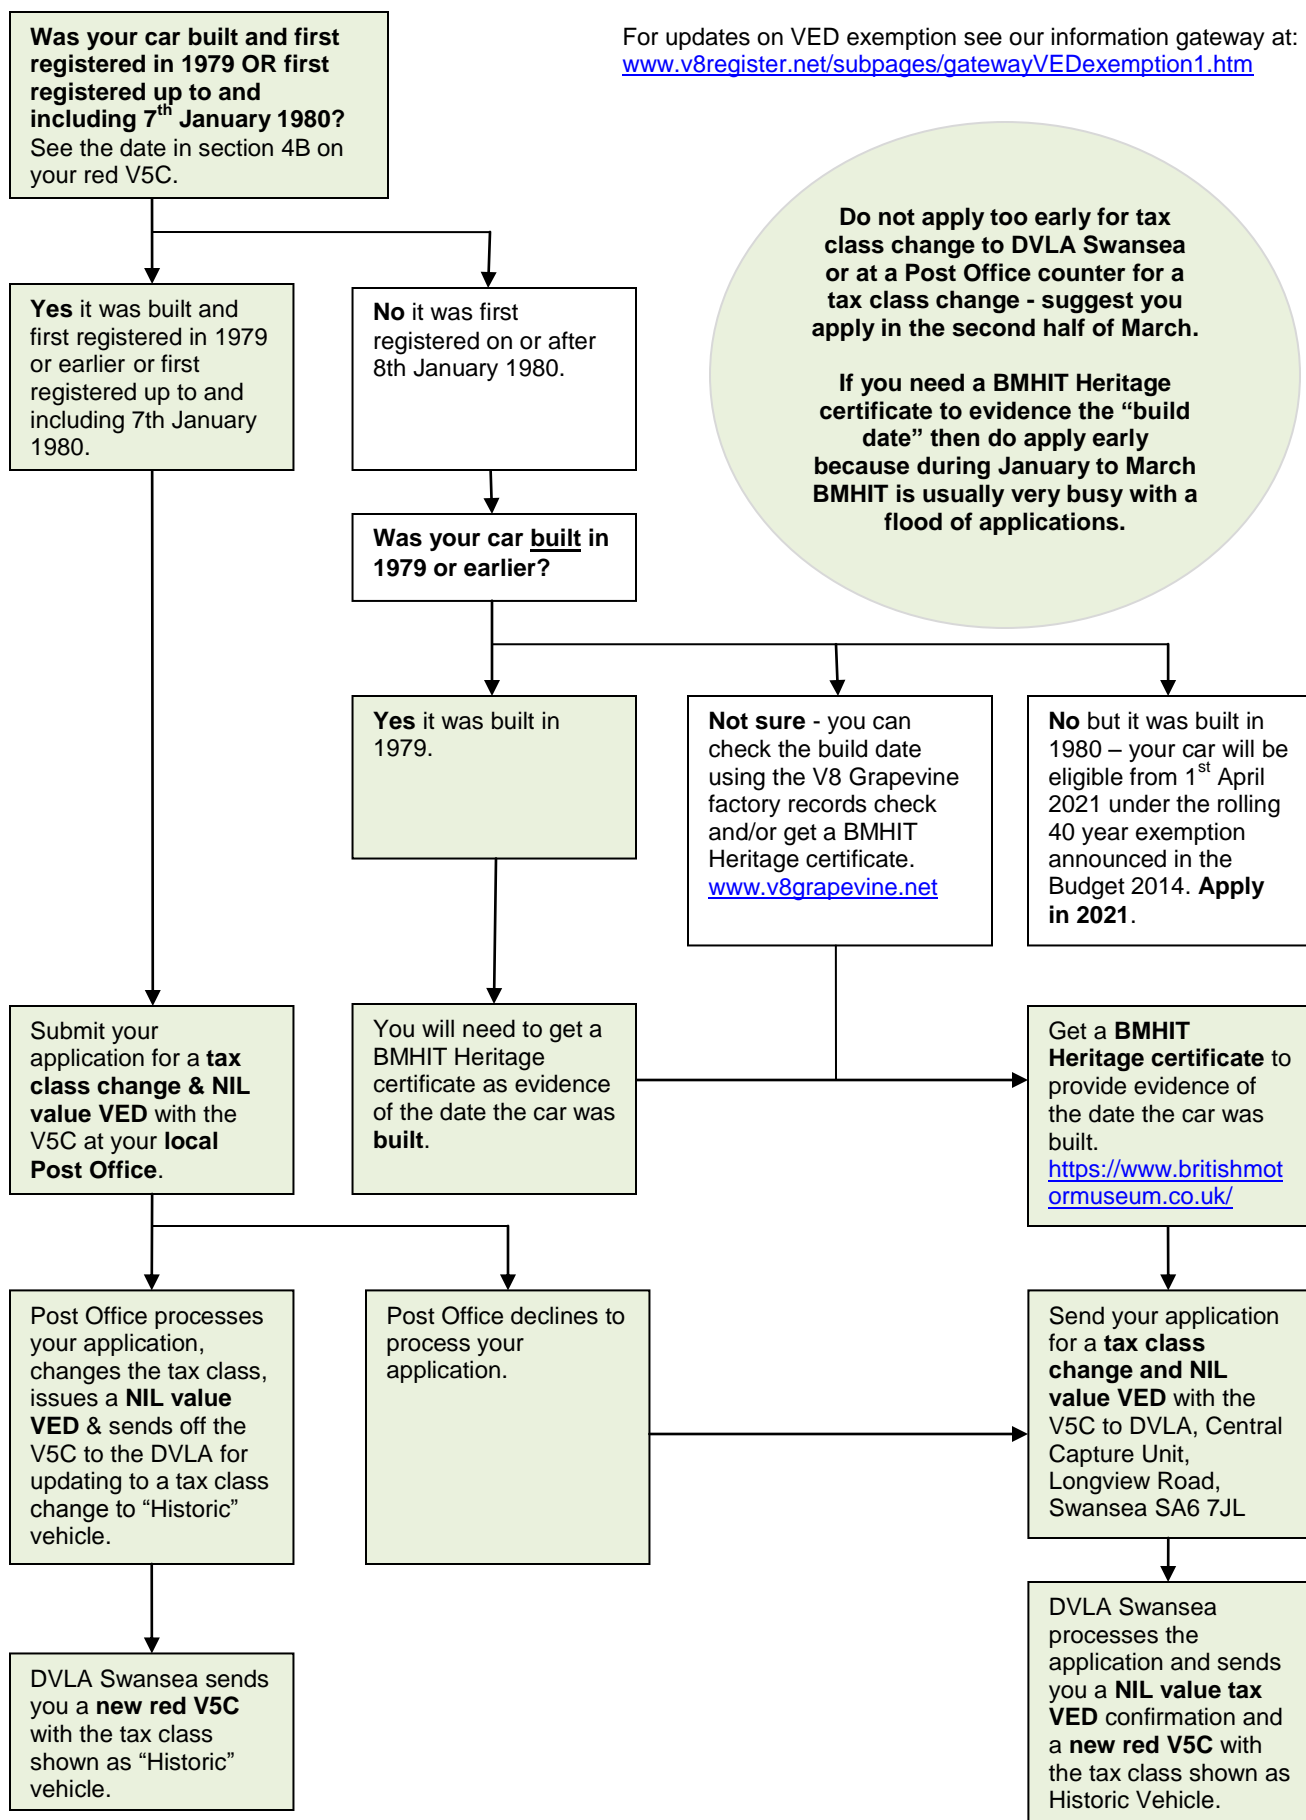 Was your car built and first
registered in 1979 OR first
registered up to and
including 7th January 1980?
See the date in section 4B on
your red V5C.
For updates on VED exemption see our information gateway at:
www.v8register.net/subpages/gatewayVEDexemption1.htm
Do not apply too early for tax
class change to DVLA Swansea
or at a Post Office counter for a
tax class change - suggest you
apply in the second half of March.
If you need a BMHIT Heritage
certificate to evidence the “build
date” then do apply early
because during January to March
BMHIT is usually very busy with a
flood of applications.
Yes it was built and
first registered in 1979
or earlier or first
registered up to and
including 7th January
1980.
No it was first
registered on or after
8th January 1980.
Was your car built in
1979 or earlier?
Yes it was built in
1979.
Not sure - you can
check the build date
using the V8 Grapevine
factory records check
and/or get a BMHIT
Heritage certificate.
www.v8grapevine.net
No but it was built in
1980 – your car will be
eligible from 1st April
2021 under the rolling
40 year exemption
announced in the
Budget 2014. Apply
in 2021.
Submit your
application for a tax
class change & NIL
value VED with the
V5C at your local
Post Office.
You will need to get a
BMHIT Heritage
certificate as evidence
of the date the car was
built.
Get a BMHIT
Heritage certificate to
provide evidence of
the date the car was
built.
https://www.britishmot
ormuseum.co.uk/
Post Office processes
your application,
changes the tax class,
issues a NIL value
VED & sends off the
V5C to the DVLA for
updating to a tax class
change to “Historic”
vehicle.
Post Office declines to
process your
application.
Send your application
for a tax class
change and NIL
value VED with the
V5C to DVLA, Central
Capture Unit,
Longview Road,
Swansea SA6 7JL
DVLA Swansea sends
you a new red V5C
with the tax class
shown as “Historic”
vehicle.
DVLA Swansea
processes the
application and sends
you a NIL value tax
VED confirmation and
a new red V5C with
the tax class shown as
Historic Vehicle.